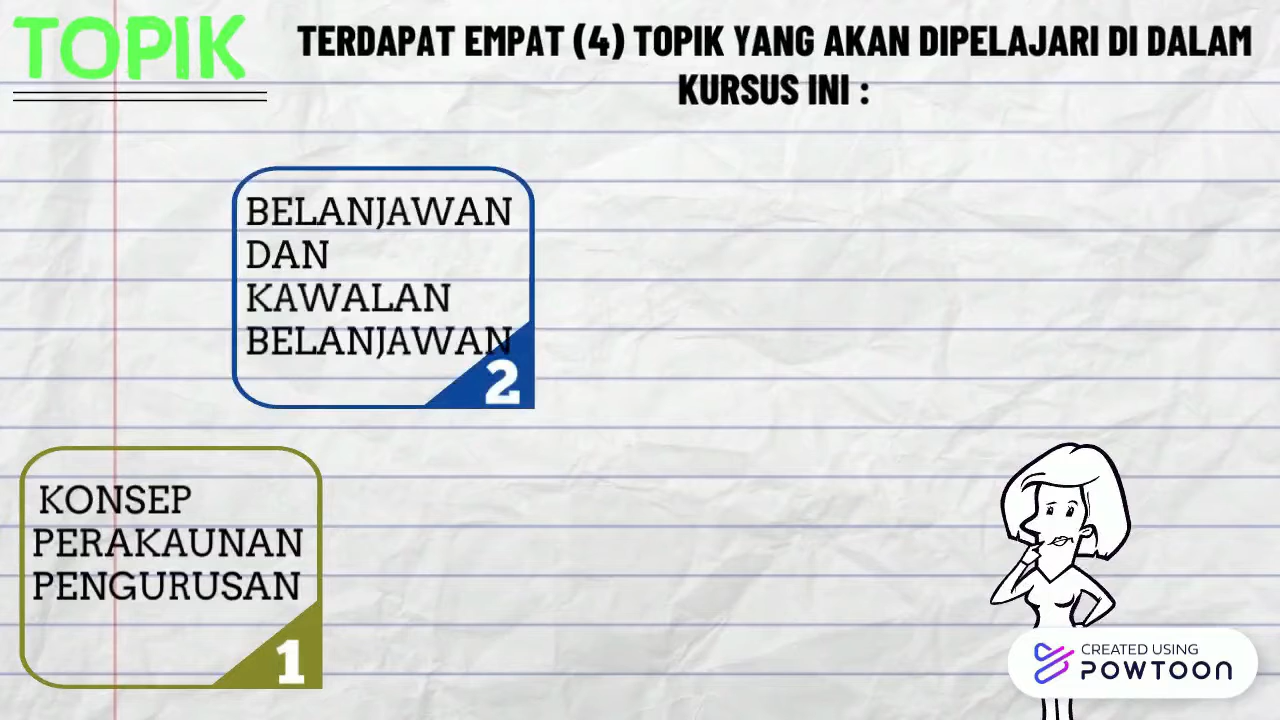 TOPIK
TERDAPAT EMPAT (4) TOPIK YANG AKAN DIPELAJARI DI DALAM
KURSUS INI :
BELANJAWAN
DAN
KAWALAN
BELANJAWAN
2
KONSEP
PERAKAUNAN
PENGURUSAN
1
CREATED USING
POWTOON